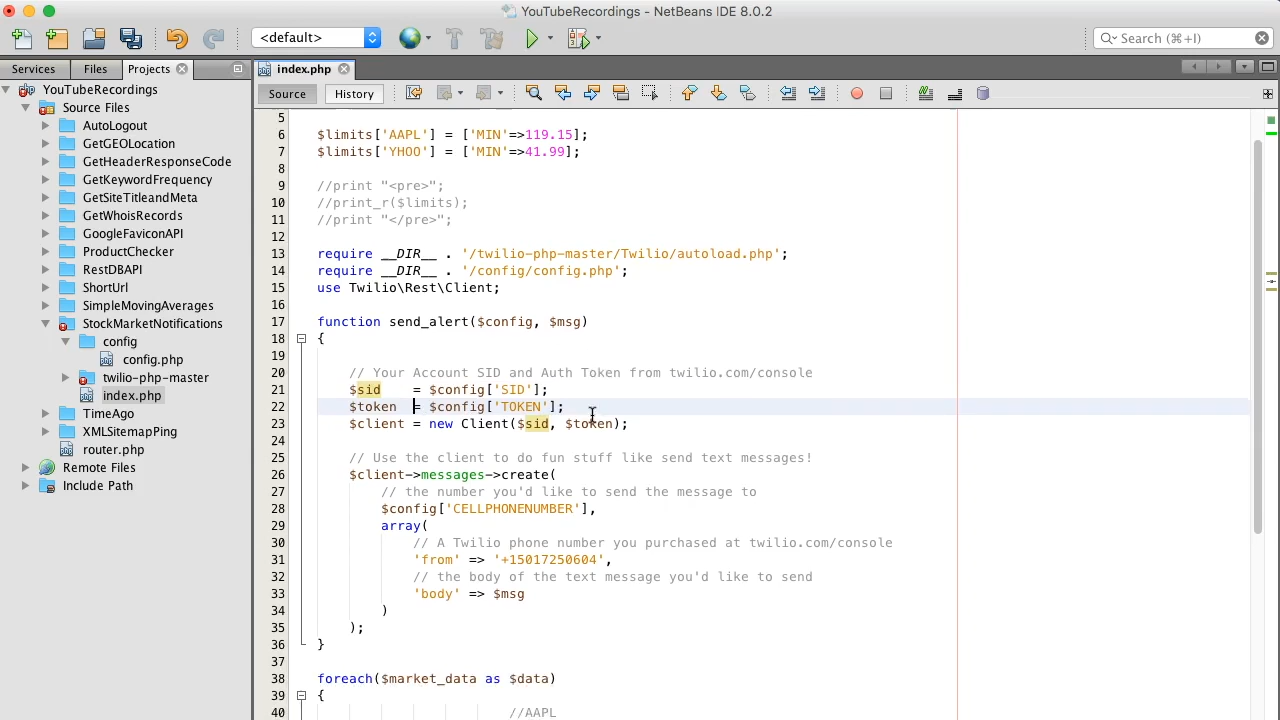 YouTubeRecordings - NetBeans IDE 8.0.2
<default>
Search (⌘+I)
Services Files Projects
index.php
Source History
YouTubeRecordings
Source Files
AutoLogout
GetGEOLocation
GetHeaderResponseCode
GetKeywordFrequency
GetSiteTitleandMeta
GetWhoisRecords
GoogleFaviconAPI
ProductChecker
RestDBAPI
ShortUrl
SimpleMovingAverages
StockMarketNotifications
config
config.php
twilio-php-master
index.php
TimeAgo
XMLSitemapPing
router.php
Remote Files
Include Path
5
6 $limits['AAPL'] = ['MIN'=>119.15];
7 $limits['YHOO'] = ['MIN'=>41.99];
8
9 //print "<pre>";
10 //print_r($limits);
11 //print "</pre>";
12
13 require __DIR__ . '/twilio-php-master/Twilio/autoload.php';
14 require __DIR__ . '/config/config.php';
15 use Twilio\Rest\Client;
16
17 function send_alert($config, $msg)
18 {
19
20 // Your Account SID and Auth Token from twilio.com/console
21 $sid    = $config['SID'];
22 $token  = $config['TOKEN'];
23 $client = new Client($sid, $token);
24
25 // Use the client to do fun stuff like send text messages!
26 $client->messages->create(
27 // the number you'd like to send the message to
28 $config['CELLPHONENUMBER'],
29 array(
30 // A Twilio phone number you purchased at twilio.com/console
31 'from' => '+15017250604',
32 // the body of the text message you'd like to send
33 'body' => $msg
34 )
35 );
36 }
37
38 foreach($market_data as $data)
39 {
40 //AAPL